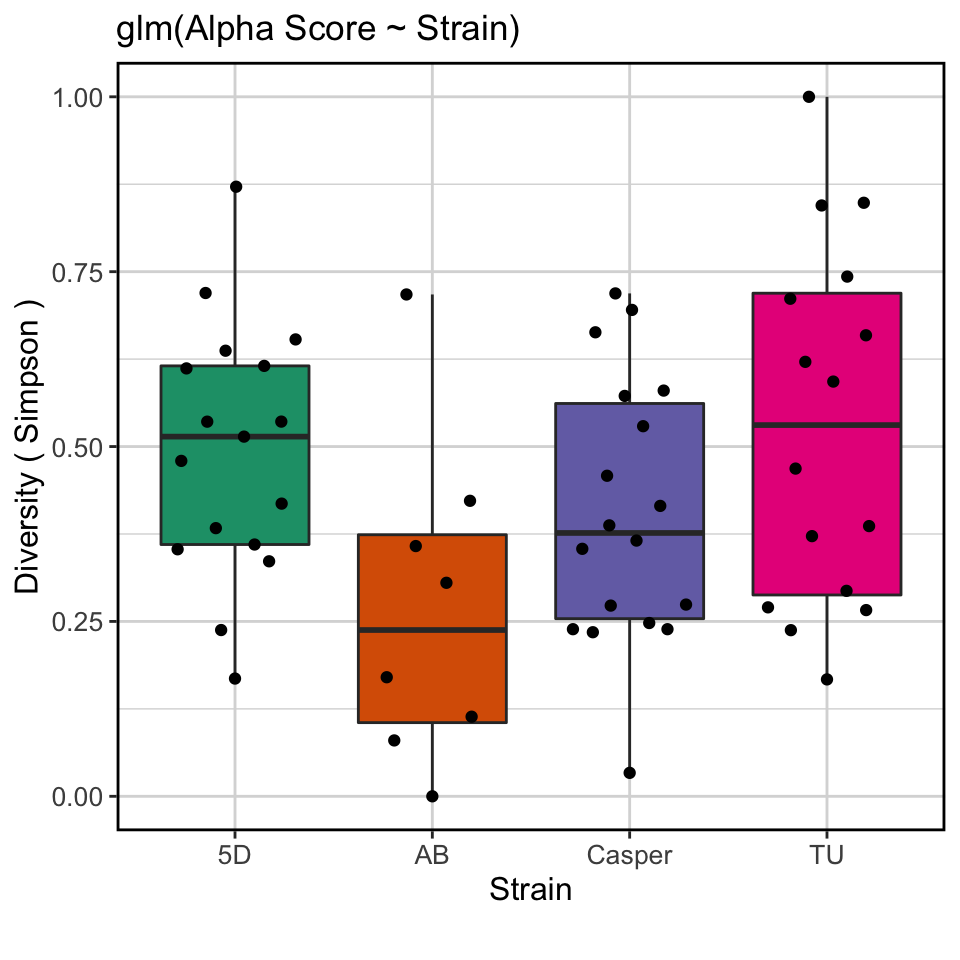 glm(Alpha Score ~ Strain)
Diversity ( Simpson )
1.00
0.75
0.50
0.25
0.00
5D AB Casper TU
Strain